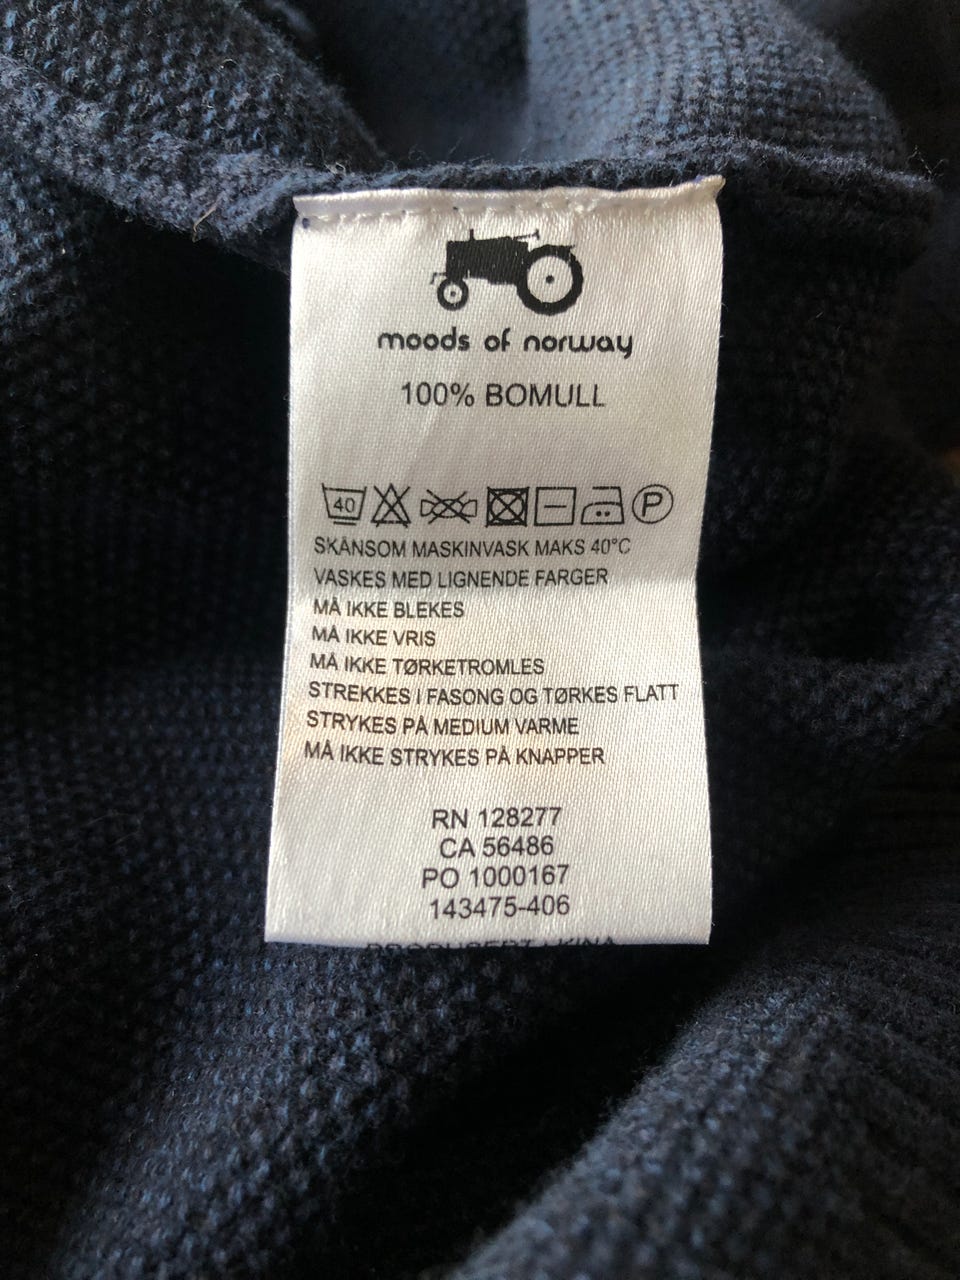 moods of norway
100% BOMULL
40 P
SKÅNSOM MASKINVASK MAKS 40°C
VASKES MED LIGNENDE FARGER
MÅ IKKE BLEKES
MÅ IKKE VRIS
MÅ IKKE TØRKETROMLES
STREKKES I FASONG OG TØRKES FLATT
STRYKES PÅ MEDIUM VARME
MÅ IKKE STRYKES PÅ KNAPPER
RN 128277
CA 56486
PO 1000167
143475-406
PRODUSERT I KINA